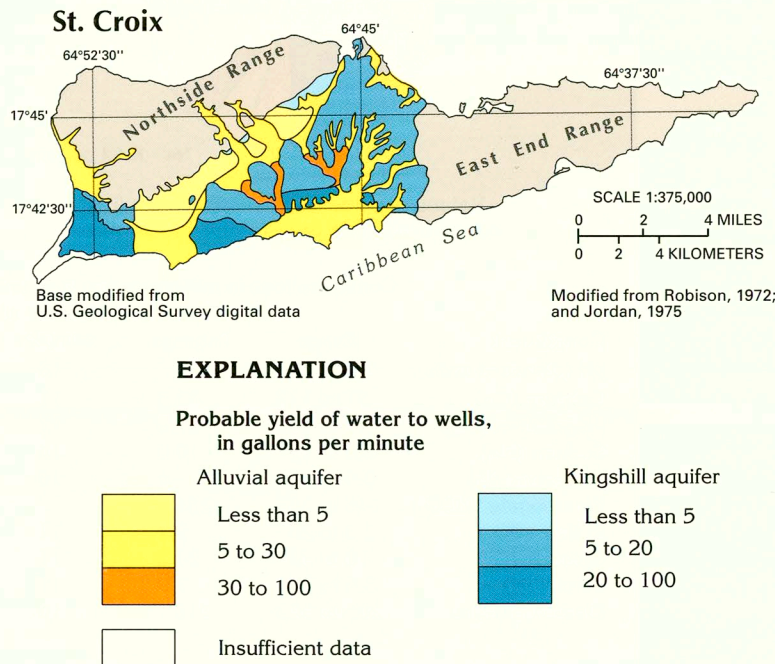 St. Croix
64°52'30''
64°45'
64°37'30''
Northside Range
17°45'
East End Range
17°42'30''
SCALE 1:375,000
0 2 4 MILES
0 2 4 KILOMETERS
Caribbean Sea
Base modified from
U.S. Geological Survey digital data
Modified from Robison, 1972;
and Jordan, 1975
EXPLANATION
Probable yield of water to wells,
in gallons per minute
Alluvial aquifer
Less than 5
5 to 30
30 to 100
Insufficient data
Kingshill aquifer
Less than 5
5 to 20
20 to 100